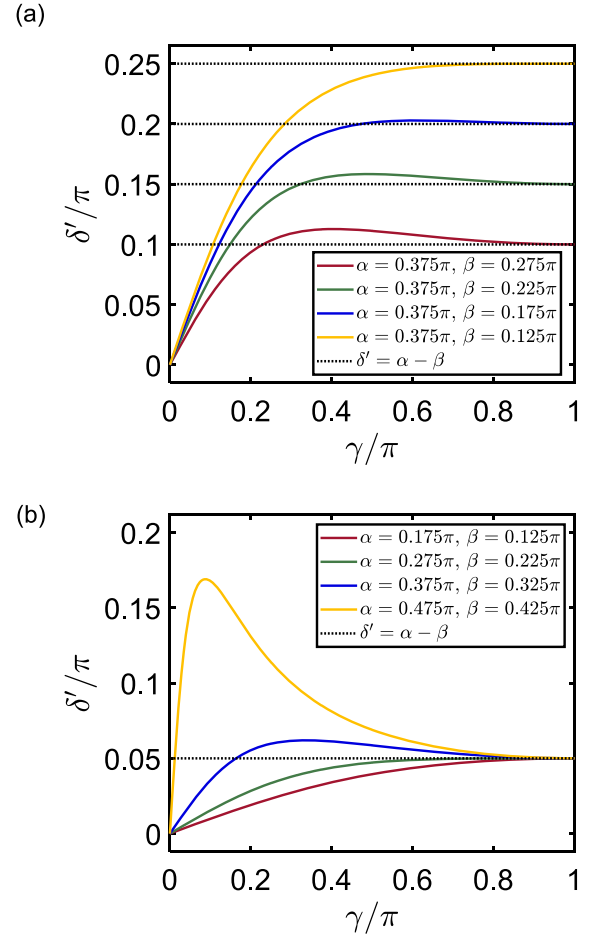 (a)
0.25
0.2
0.15
0.1
0.05
0
δ′/π
α = 0.375π, β = 0.275π
α = 0.375π, β = 0.225π
α = 0.375π, β = 0.175π
α = 0.375π, β = 0.125π
δ′ = α − β
0 0.2 0.4 0.6 0.8 1
γ/π
(b)
0.2
0.15
0.1
0.05
0
δ′/π
α = 0.175π, β = 0.125π
α = 0.275π, β = 0.225π
α = 0.375π, β = 0.325π
α = 0.475π, β = 0.425π
δ′ = α − β
0 0.2 0.4 0.6 0.8 1
γ/π